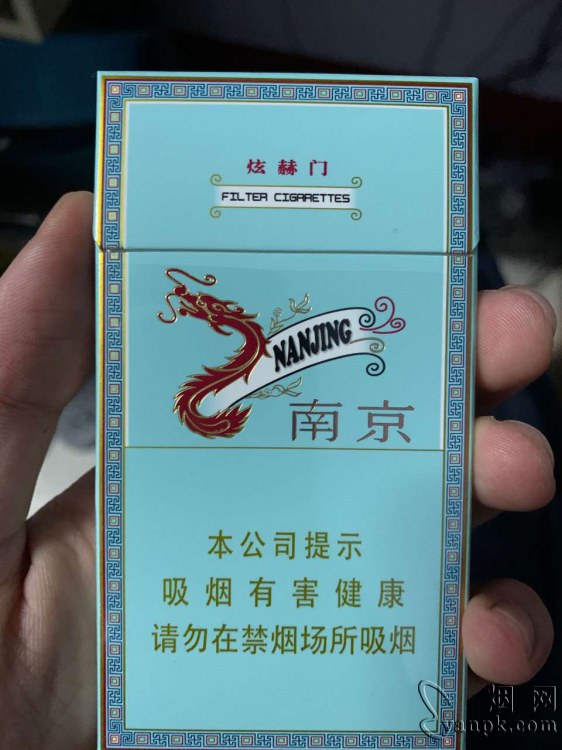 炫赫门
FILTER CIGARETTES
NANJING
南京
本公司提示
吸烟有害健康
请勿在禁烟场所吸烟
烟网
yanpk.com